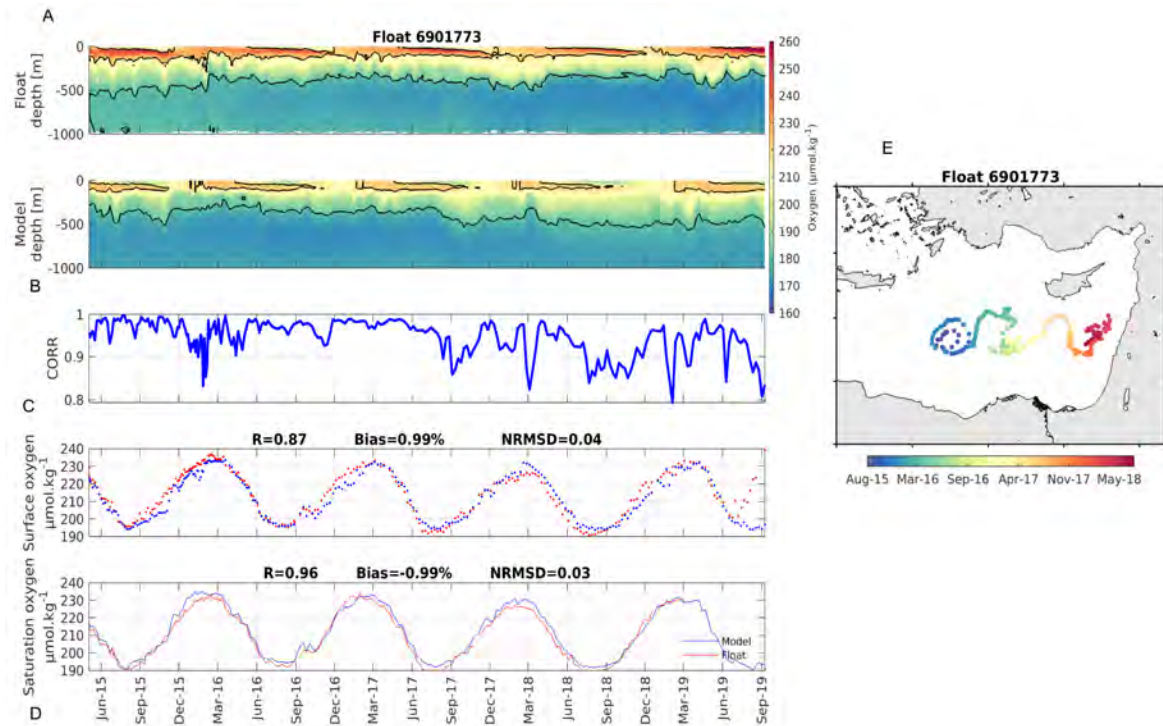 A
Float 6901773
0
-500
-1000
Float
depth [m]
0
-500
-1000
Model
depth [m]
260
250
240
230
220
210
200
190
180
170
160
Oxygen (μmol.kg⁻¹)
B
1
0.9
0.8
CORR
C
R=0.87 Bias=0.99% NRMSD=0.04
240
230
220
210
200
190
Surface oxygen
μmol.kg⁻¹
R=0.96 Bias=-0.99% NRMSD=0.03
230
220
210
200
190
Saturation oxygen
μmol.kg⁻¹
Model
Float
Jun-15 Sep-15 Dec-15 Mar-16 Jun-16 Sep-16 Dec-16 Mar-17 Jun-17 Sep-17 Dec-17 Mar-18 Jun-18 Sep-18 Dec-18 Mar-19 Jun-19 Sep-19
D
E
Float 6901773
Aug-15 Mar-16 Sep-16 Apr-17 Nov-17 May-18